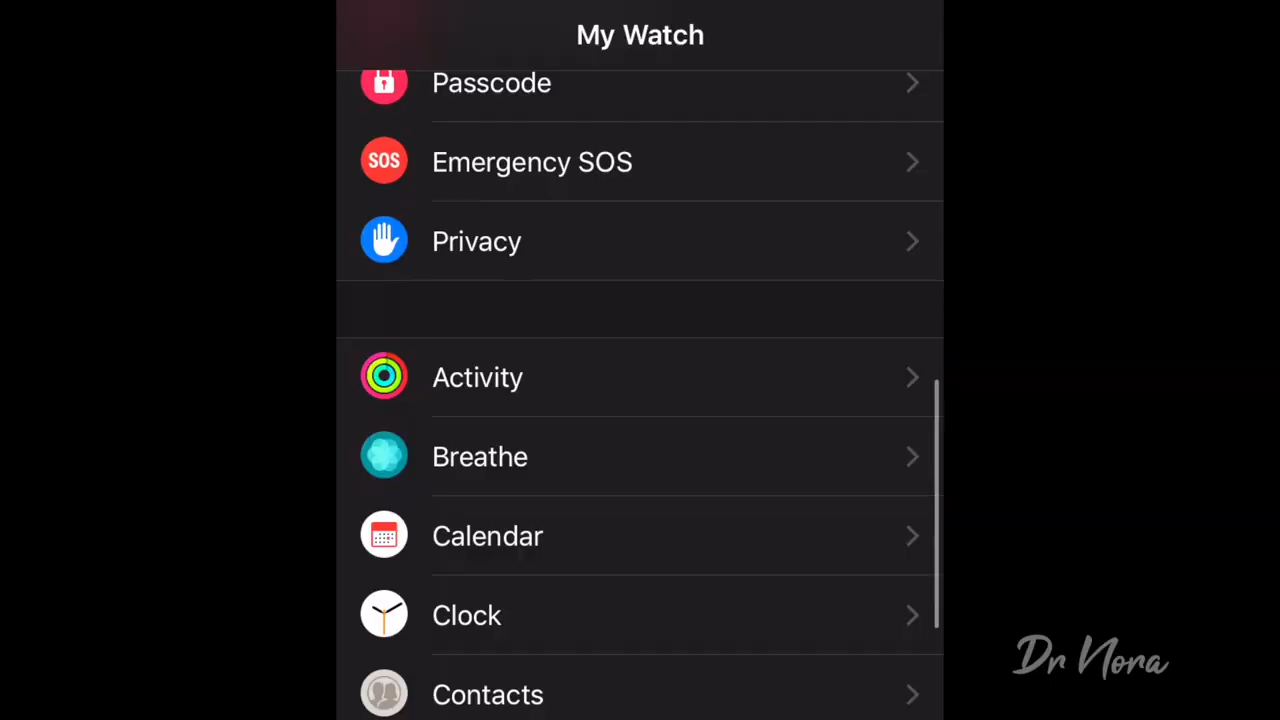 My Watch
Passcode
SOS Emergency SOS
Privacy
Activity
Breathe
Calendar
Clock
Contacts
Dr Nora